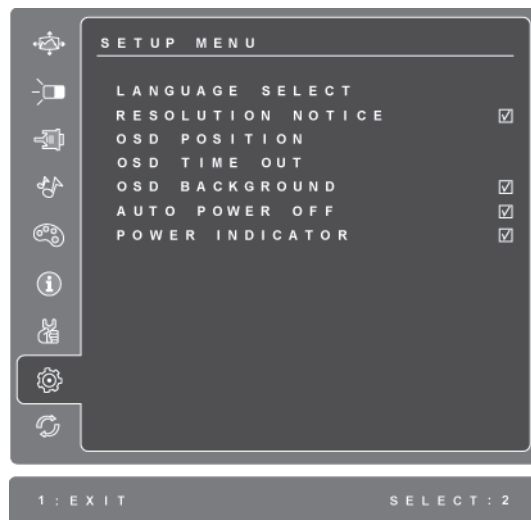 SETUP MENU
LANGUAGE SELECT
RESOLUTION NOTICE
OSD POSITION
OSD TIME OUT
OSD BACKGROUND
AUTO POWER OFF
POWER INDICATOR
1:EXIT
SELECT:2